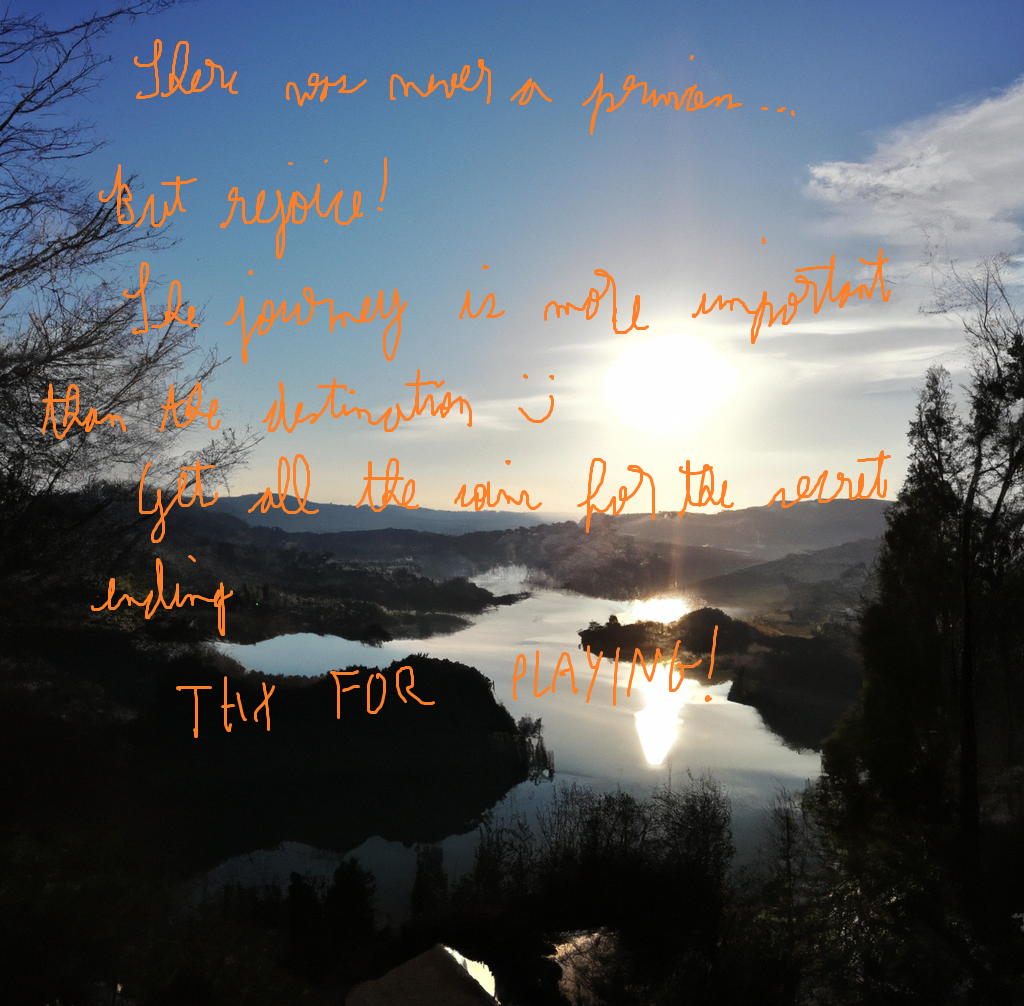 There was never a princess...
But rejoice!
The journey is more important
than the destination :)
Get all the coins for the secret
ending
THX FOR PLAYING!